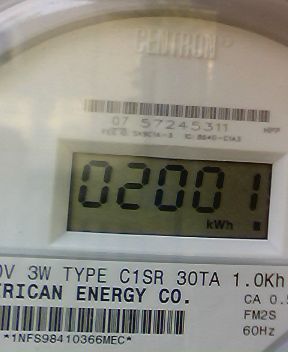 CENTRON®
07 57245311
02001
kWh
0V 3W TYPE C1SR 30TA 1.0Kh
ERICAN ENERGY CO.
CA 0.5
FM2S
60Hz
*1NFS98410366MEC*